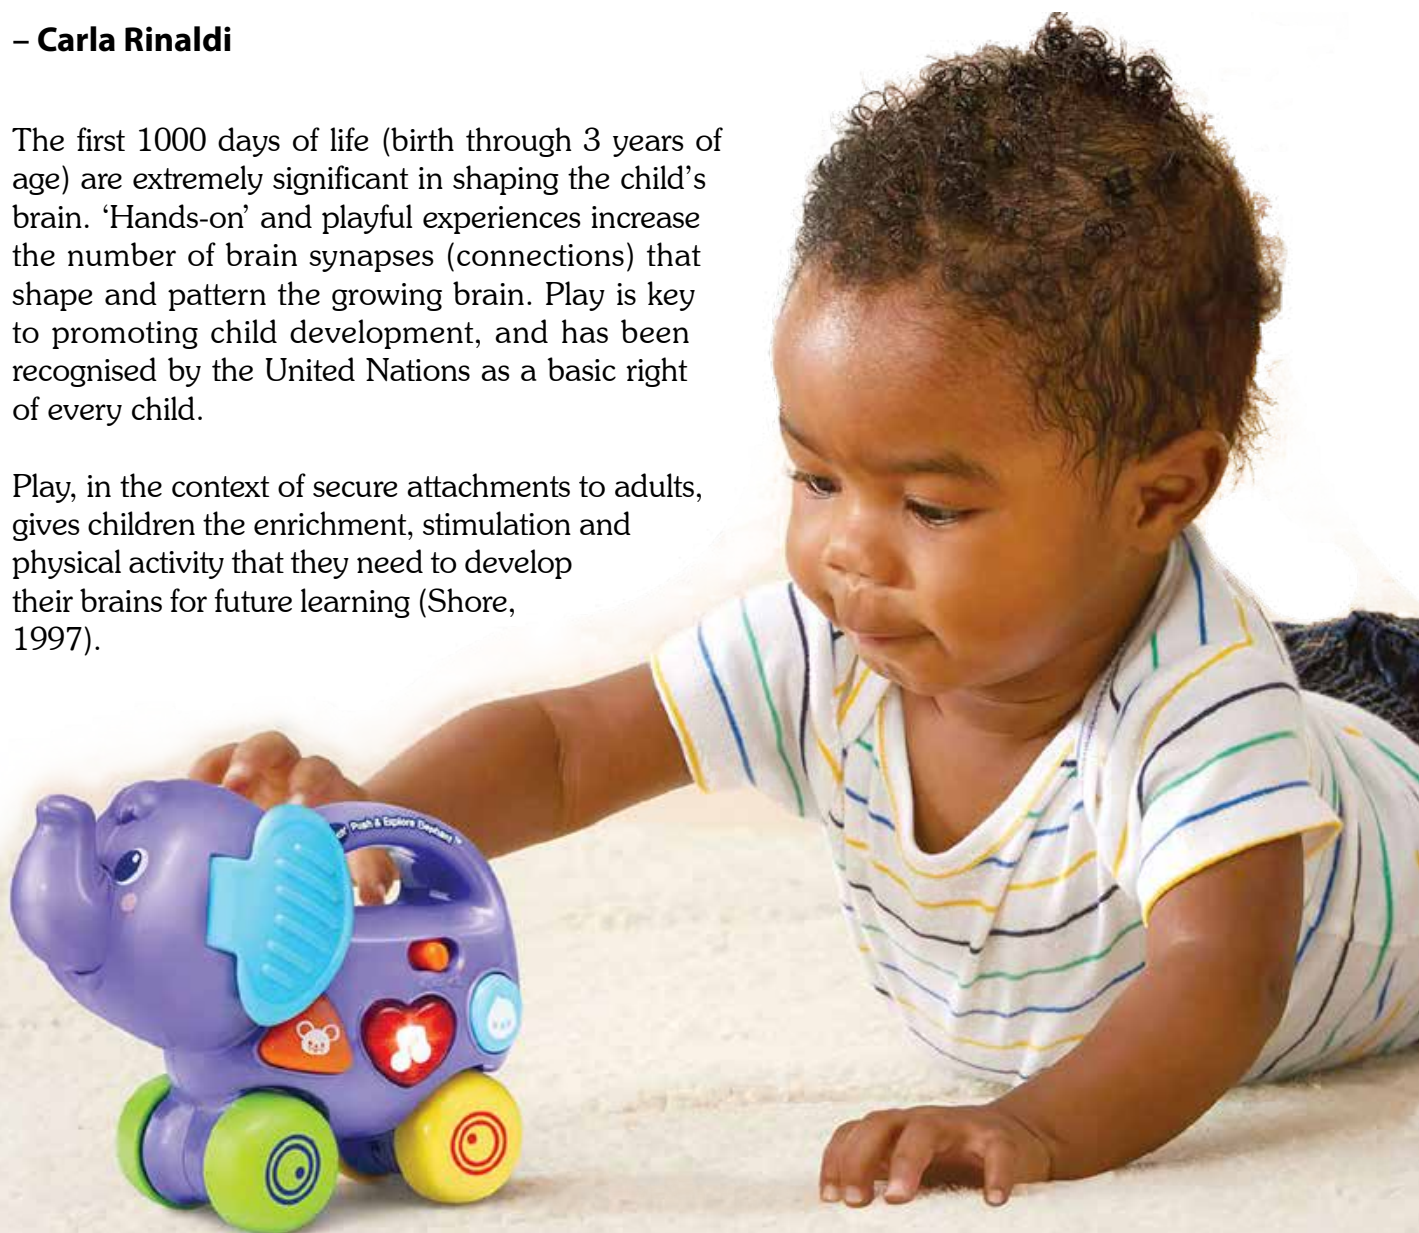 – Carla Rinaldi
The first 1000 days of life (birth through 3 years of
age) are extremely significant in shaping the child’s
brain. ‘Hands-on’ and playful experiences increase
the number of brain synapses (connections) that
shape and pattern the growing brain. Play is key
to promoting child development, and has been
recognised by the United Nations as a basic right
of every child.
Play, in the context of secure attachments to adults,
gives children the enrichment, stimulation and
physical activity that they need to develop
their brains for future learning (Shore,
1997).
Push & Explore Elephant™